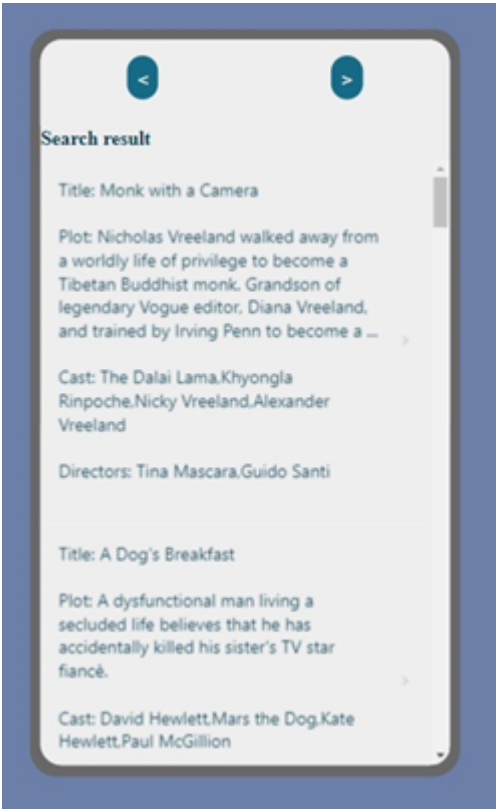 < >
Search result
Title: Monk with a Camera
Plot: Nicholas Vreeland walked away from
a worldly life of privilege to become a
Tibetan Buddhist monk. Grandson of
legendary Vogue editor, Diana Vreeland,
and trained by Irving Penn to become a ...
Cast: The Dalai Lama,Khyongla
Rinpoche,Nicky Vreeland,Alexander
Vreeland
Directors: Tina Mascara,Guido Santi
Title: A Dog's Breakfast
Plot: A dysfunctional man living a
secluded life believes that he has
accidentally killed his sister's TV star
fiancè.
Cast: David Hewlett,Mars the Dog,Kate
Hewlett,Paul McGillion